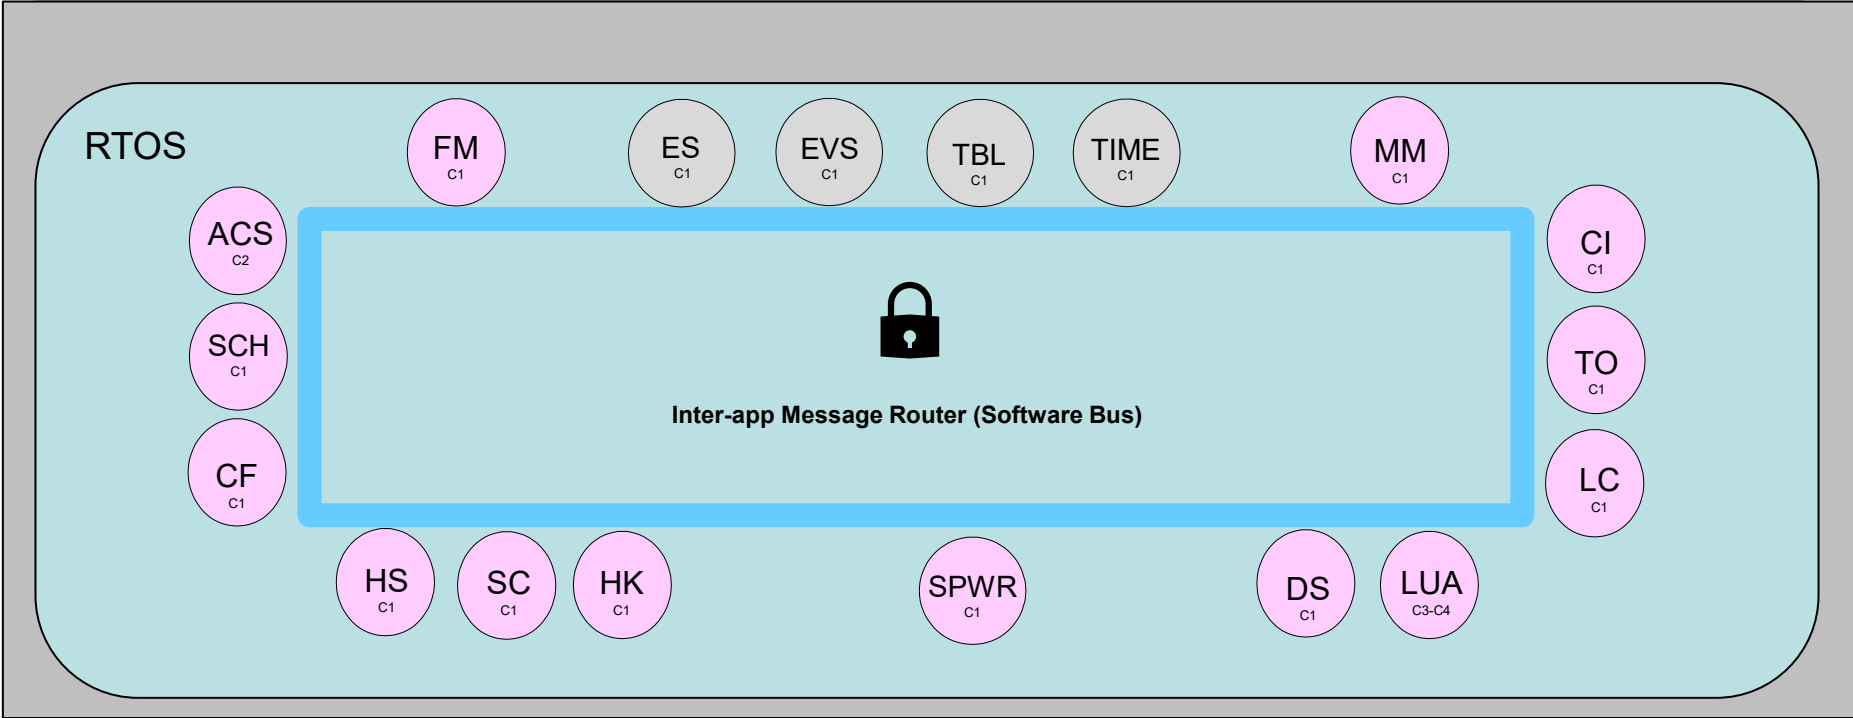 RTOS
FM
C1
ES
C1
EVS
C1
TBL
C1
TIME
C1
MM
C1
ACS
C2
SCH
C1
CF
C1
Inter-app Message Router (Software Bus)
CI
C1
TO
C1
LC
C1
HS
C1
SC
C1
HK
C1
SPWR
C1
DS
C1
LUA
C3-C4